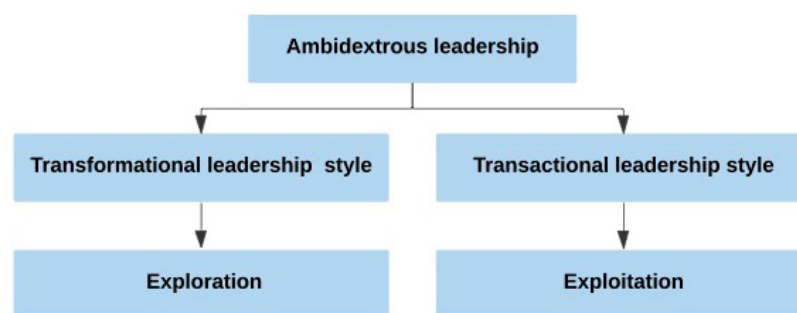 Ambidextrous leadership
Transformational leadership style
Transactional leadership style
Exploration
Exploitation